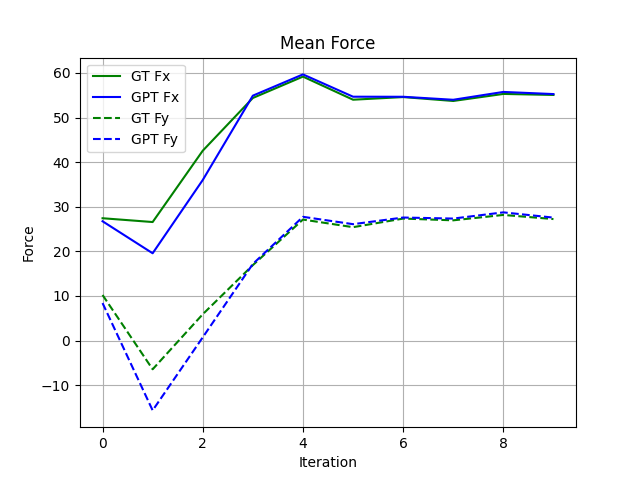 Mean Force
GT Fx
GPT Fx
GT Fy
GPT Fy
Force
60
50
40
30
20
10
0
−10
0 2 4 6 8
Iteration